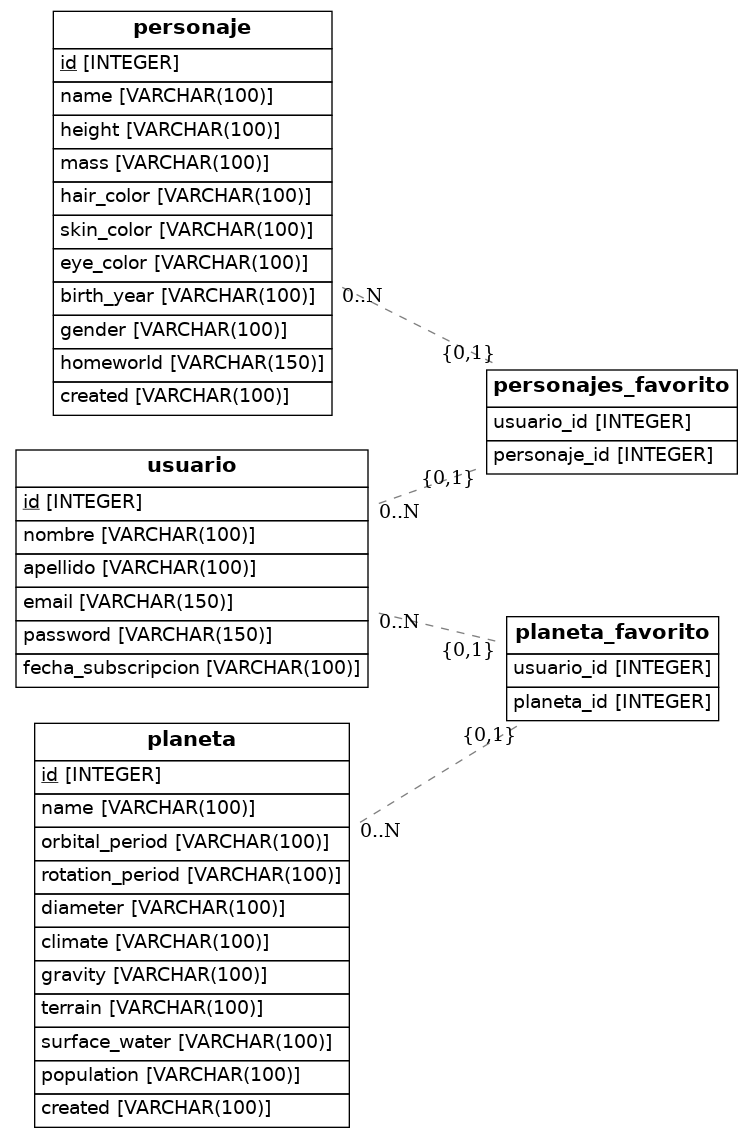 personaje
id [INTEGER]
name [VARCHAR(100)]
height [VARCHAR(100)]
mass [VARCHAR(100)]
hair_color [VARCHAR(100)]
skin_color [VARCHAR(100)]
eye_color [VARCHAR(100)]
birth_year [VARCHAR(100)]
gender [VARCHAR(100)]
homeworld [VARCHAR(150)]
created [VARCHAR(100)]
0..N
{0,1}
personajes_favorito
usuario_id [INTEGER]
personaje_id [INTEGER]
usuario
id [INTEGER]
nombre [VARCHAR(100)]
apellido [VARCHAR(100)]
email [VARCHAR(150)]
password [VARCHAR(150)]
fecha_subscripcion [VARCHAR(100)]
{0,1}
0..N
0..N
{0,1}
planeta_favorito
usuario_id [INTEGER]
planeta_id [INTEGER]
planeta
id [INTEGER]
name [VARCHAR(100)]
orbital_period [VARCHAR(100)]
rotation_period [VARCHAR(100)]
diameter [VARCHAR(100)]
climate [VARCHAR(100)]
gravity [VARCHAR(100)]
terrain [VARCHAR(100)]
surface_water [VARCHAR(100)]
population [VARCHAR(100)]
created [VARCHAR(100)]
{0,1}
0..N